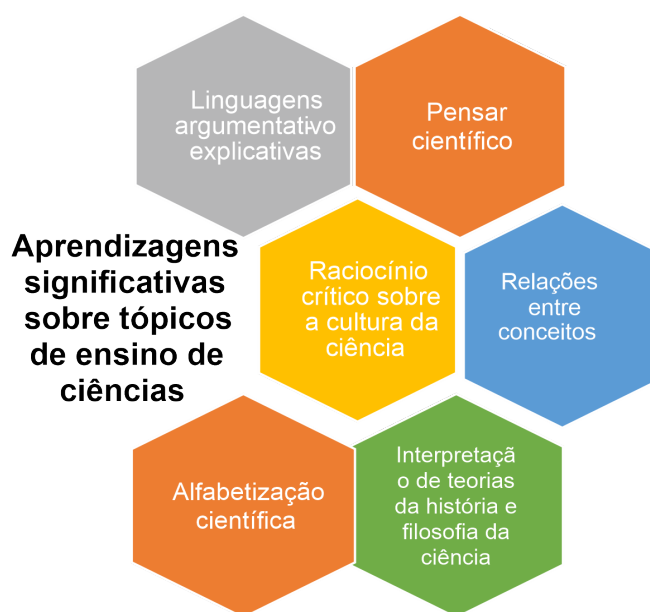 Linguagens
argumentativo-
explicativas
Pensar
científico
Aprendizagens
significativas
sobre tópicos
de ensino de
ciências
Raciocínio
crítico sobre
a cultura da
ciência
Relações
entre
conceitos
Alfabetização
científica
Interpretaçã
o de teorias
da história e
filosofia da
ciência